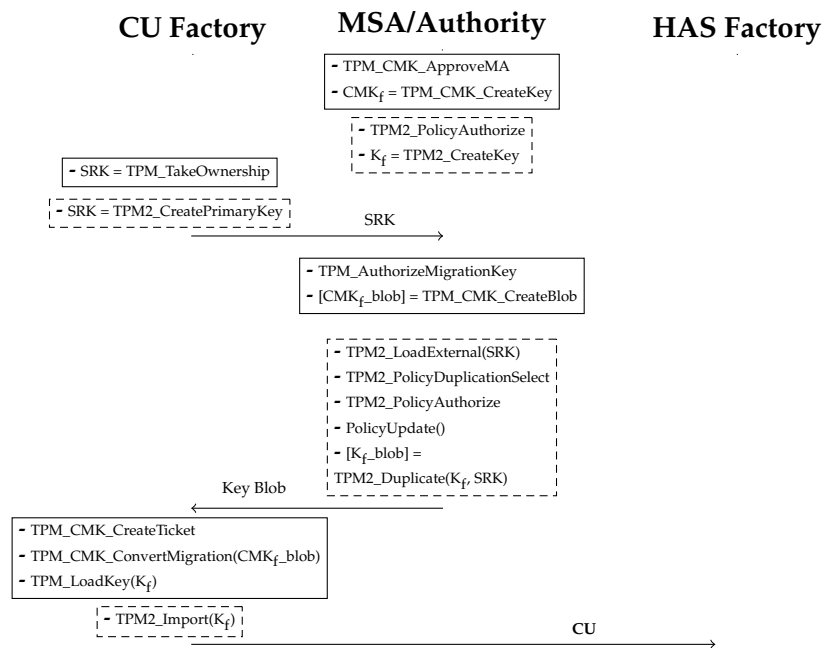 CU Factory MSA/Authority HAS Factory
- TPM_CMK_ApproveMA
- CMKf = TPM_CMK_CreateKey
- TPM2_PolicyAuthorize
- Kf = TPM2_CreateKey
- SRK = TPM_TakeOwnership
- SRK = TPM2_CreatePrimaryKey
SRK
- TPM_AuthorizeMigrationKey
- [CMKf_blob] = TPM_CMK_CreateBlob
- TPM2_LoadExternal(SRK)
- TPM2_PolicyDuplicationSelect
- TPM2_PolicyAuthorize
- PolicyUpdate()
- [Kf_blob] =
TPM2_Duplicate(Kf, SRK)
Key Blob
- TPM_CMK_CreateTicket
- TPM_CMK_ConvertMigration(CMKf_blob)
- TPM_LoadKey(Kf)
- TPM2_Import(Kf)
CU